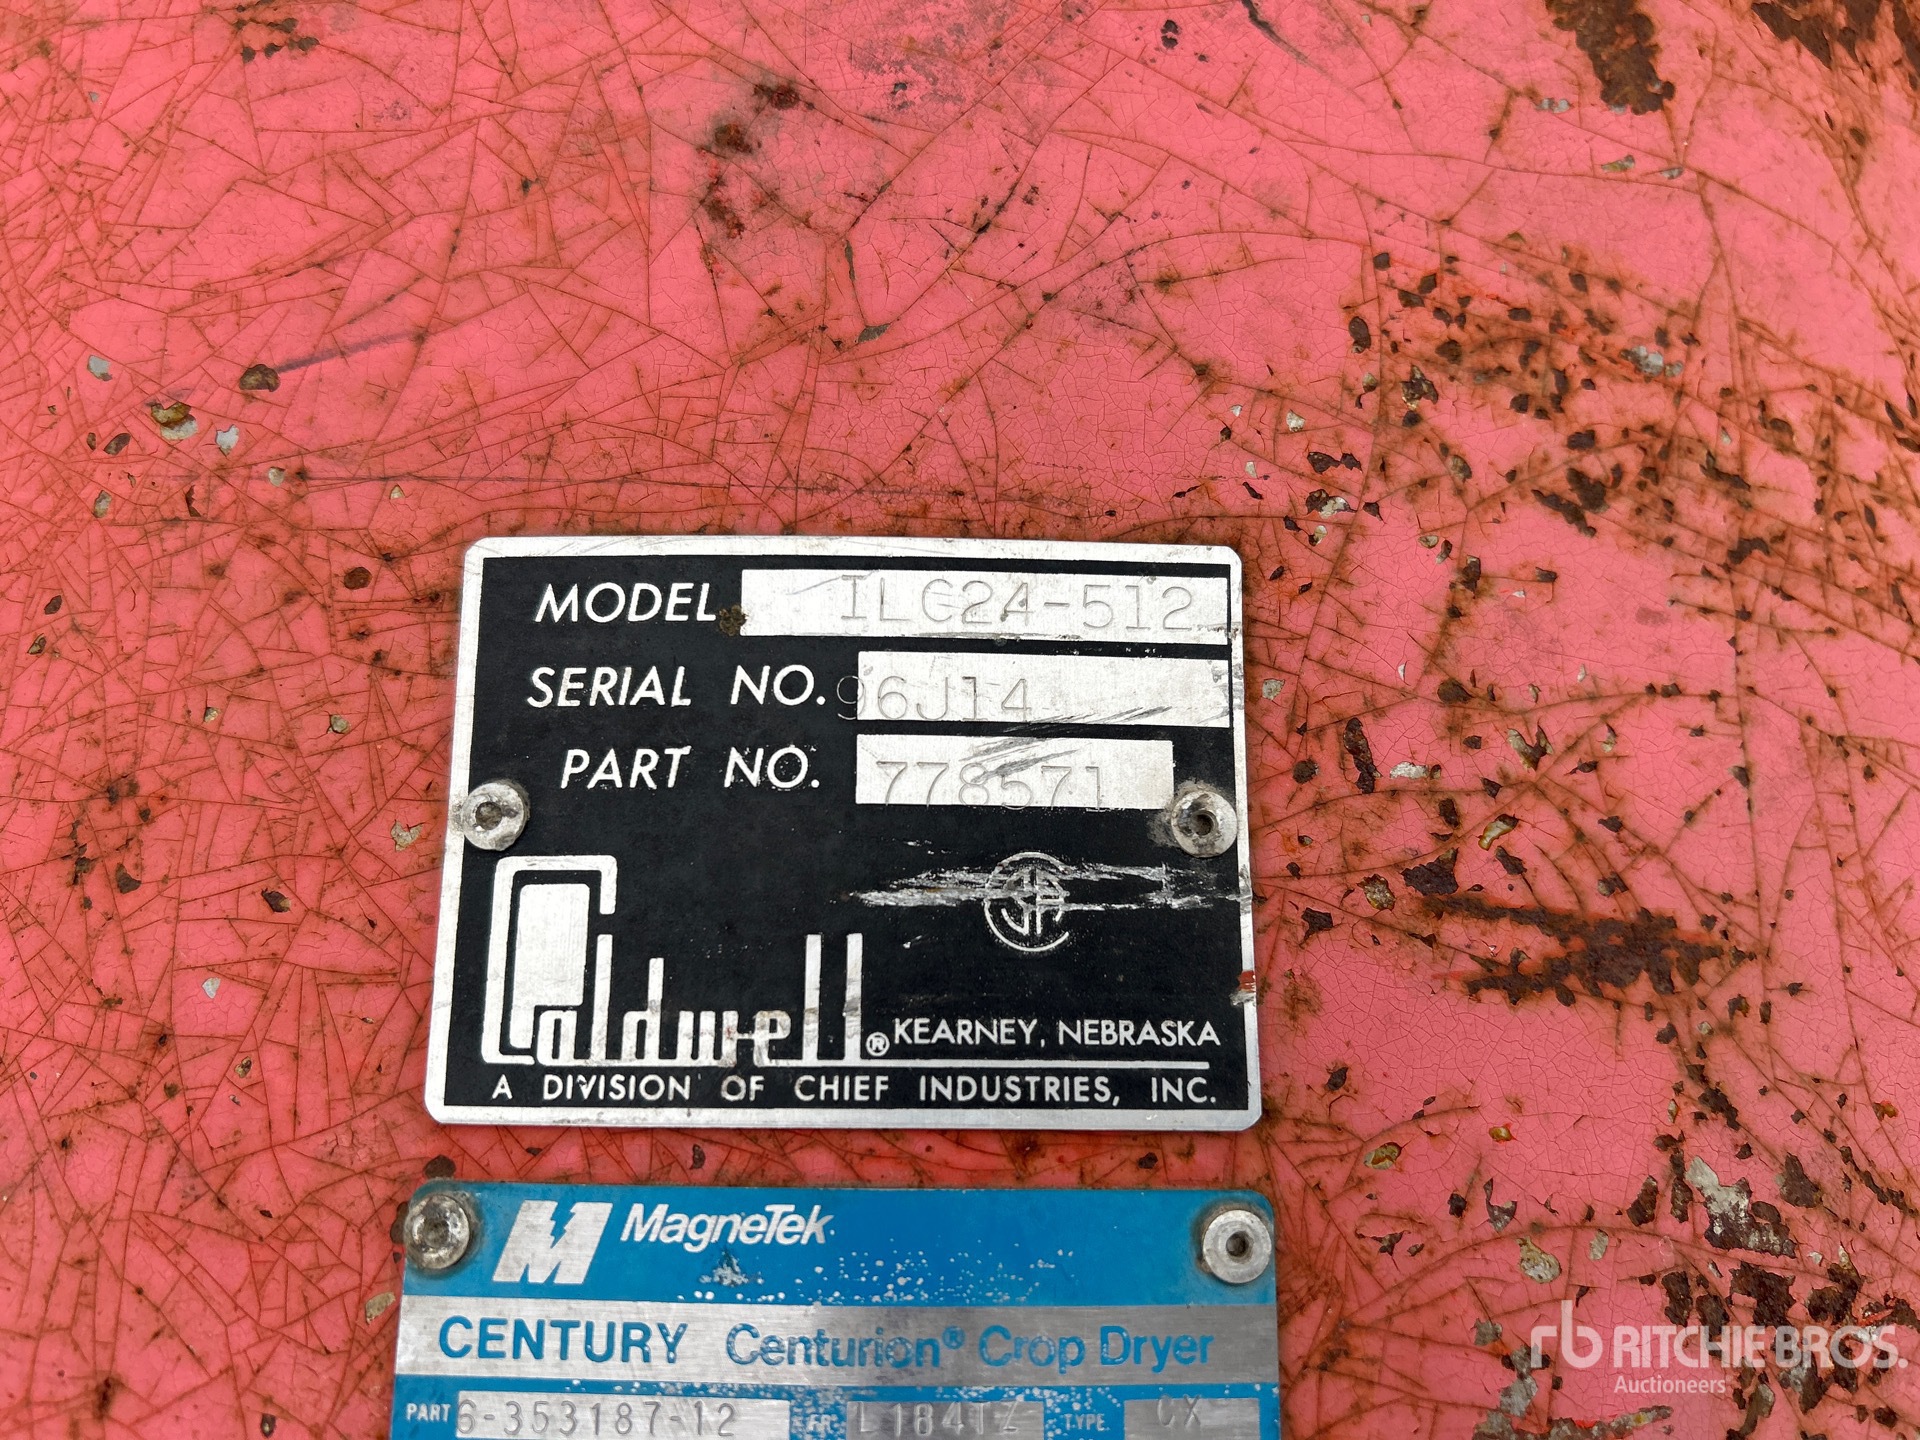 MODEL ILC24-512
SERIAL NO. 96J14
PART NO. 778571
Caldwell® KEARNEY, NEBRASKA
A DIVISION OF CHIEF INDUSTRIES, INC.
M MagneTek
CENTURY Centurion® Crop Dryer
PART 6-353187-12 FR L184TZ TYPE CX
rb RITCHIE BROS.
Auctioneers